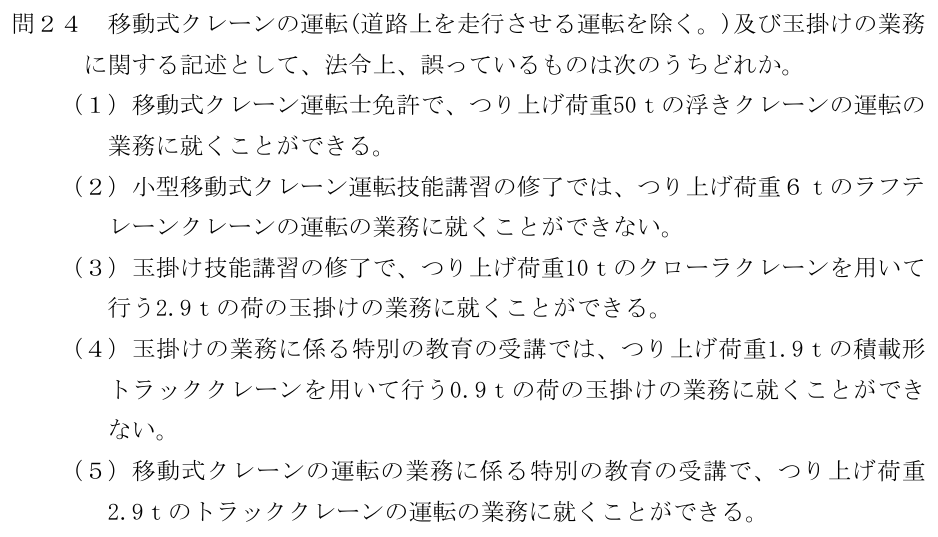 問２４　移動式クレーンの運転(道路上を走行させる運転を除く。)及び玉掛けの業務
に関する記述として、法令上、誤っているものは次のうちどれか。
（１）移動式クレーン運転士免許で、つり上げ荷重50ｔの浮きクレーンの運転の
業務に就くことができる。
（２）小型移動式クレーン運転技能講習の修了では、つり上げ荷重６ｔのラフテ
レーンクレーンの運転の業務に就くことができない。
（３）玉掛け技能講習の修了で、つり上げ荷重10ｔのクローラクレーンを用いて
行う2.9ｔの荷の玉掛けの業務に就くことができる。
（４）玉掛けの業務に係る特別の教育の受講では、つり上げ荷重1.9ｔの積載形
トラッククレーンを用いて行う0.9ｔの荷の玉掛けの業務に就くことができ
ない。
（５）移動式クレーンの運転の業務に係る特別の教育の受講で、つり上げ荷重
2.9ｔのトラッククレーンの運転の業務に就くことができる。